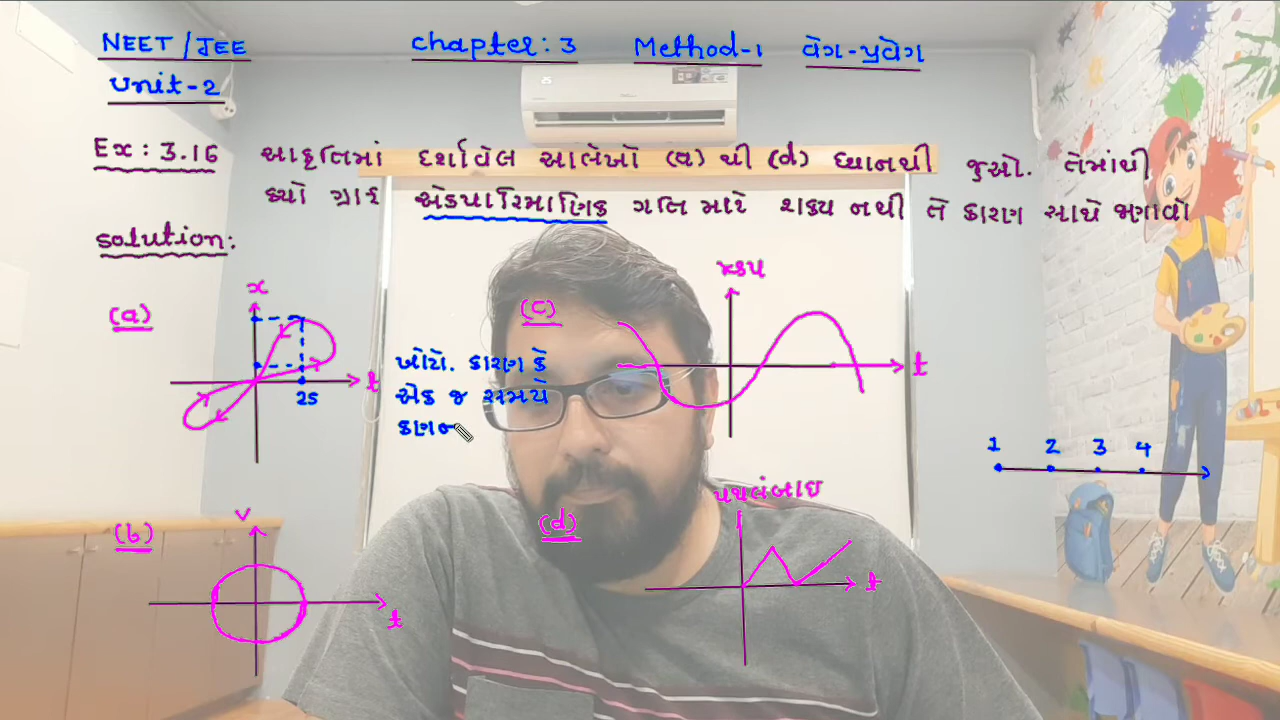 NEET/JEE chapter: 3 Method-1 વેગ-પ્રવેગ
Unit-2
Ex: 3.16 આકૃતિમાં દર્શાવેલ આલેખો (a) થી (d) ધ્યાનથી જુઓ. તેમાંથી
ક્યો ગ્રાફ એકપારિમાણિક ગતિ માટે શક્ય નથી તે કારણ સાથે જણાવો
Solution:
(a)
x
t
2s
ખોટો. કારણ કે
એક જ સમયે
કણન
(c)
ઝડપ
t
1 2 3 4
(b)
v
t
(d)
પથલંબાઇ
t